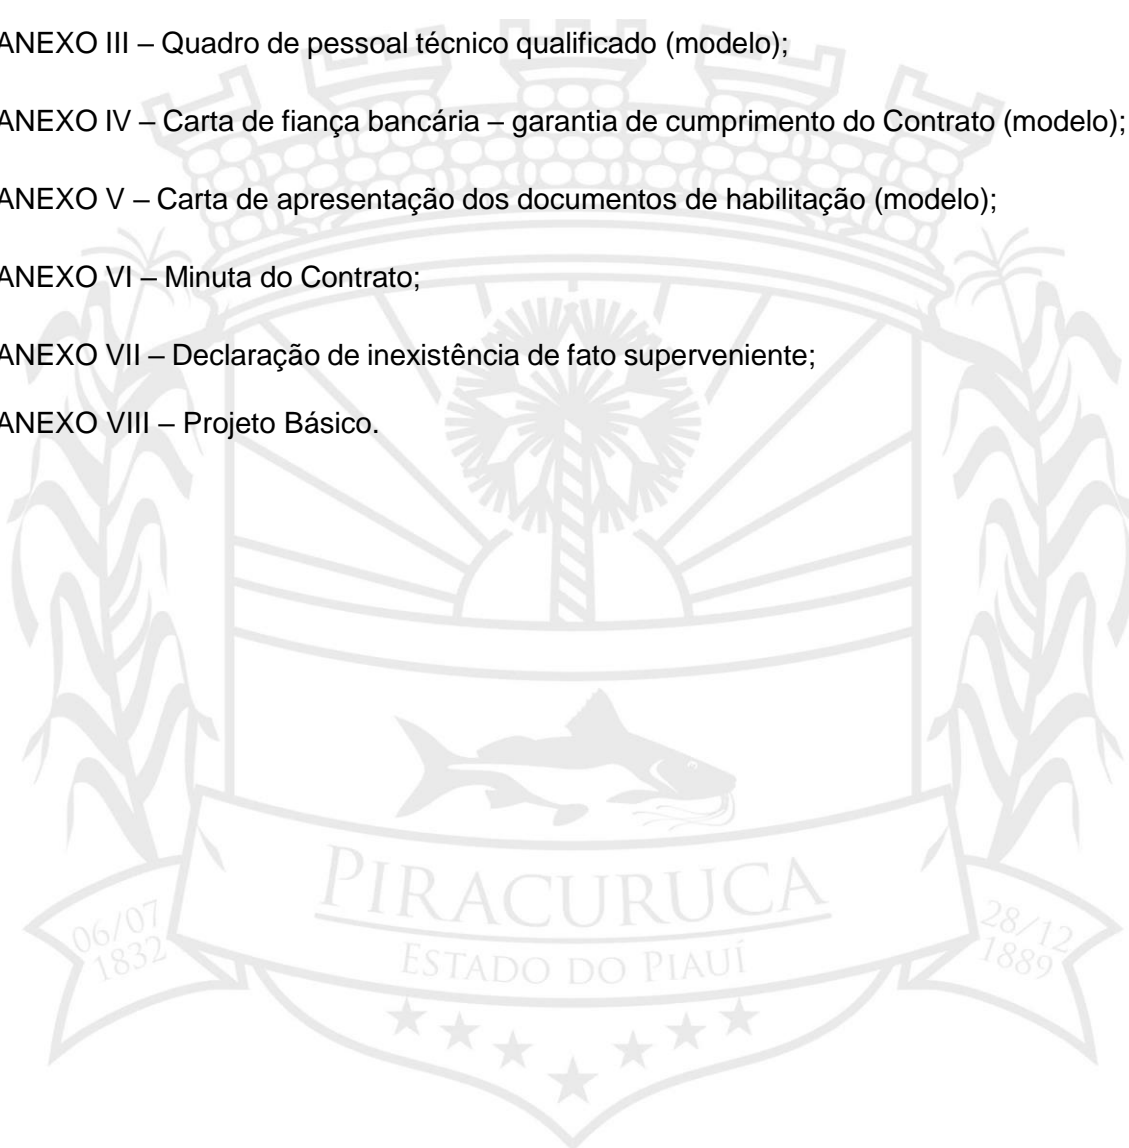 ANEXO III – Quadro de pessoal técnico qualificado (modelo);
ANEXO IV – Carta de fiança bancária – garantia de cumprimento do Contrato (modelo);
ANEXO V – Carta de apresentação dos documentos de habilitação (modelo);
ANEXO VI – Minuta do Contrato;
ANEXO VII – Declaração de inexistência de fato superveniente;
ANEXO VIII – Projeto Básico.
PIRACURUCA
06/07
1832
ESTADO DO PIAUÍ
28/12
1889